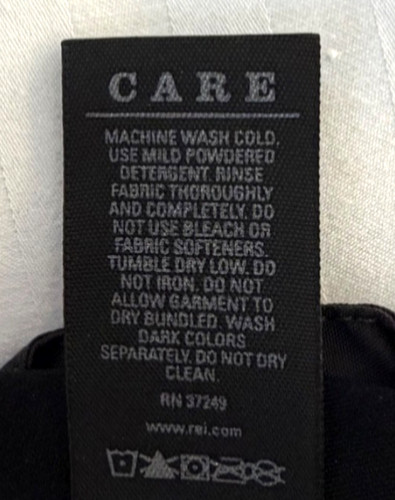 CARE
MACHINE WASH COLD.
USE MILD POWDERED
DETERGENT. RINSE
FABRIC THOROUGHLY
AND COMPLETELY. DO
NOT USE BLEACH OR
FABRIC SOFTENERS.
TUMBLE DRY LOW. DO
NOT IRON. DO NOT
ALLOW GARMENT TO
DRY BUNDLED. WASH
DARK COLORS
SEPARATELY. DO NOT DRY
CLEAN.
RN 37249
www.rei.com